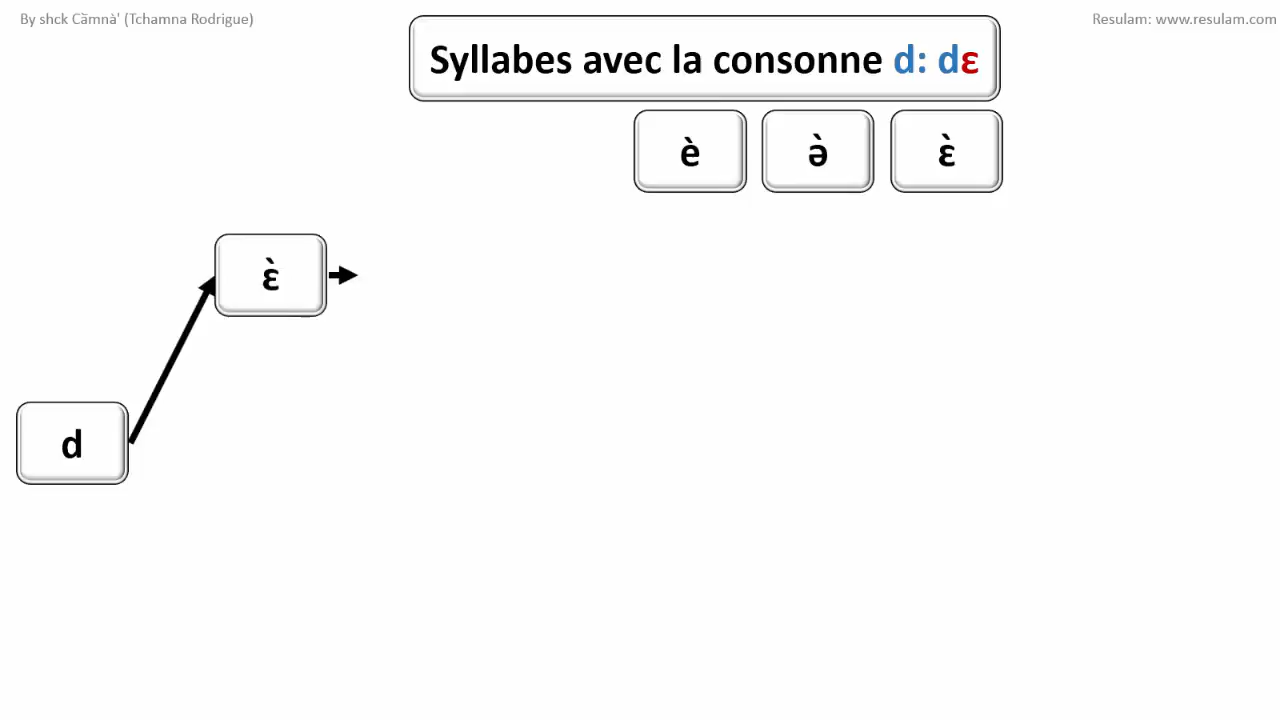 By shck Cǎmnà' (Tchamna Rodrigue)
Resulam: www.resulam.com
Syllabes avec la consonne d: dɛ
è ə̀ ɛ̀
ɛ̀
d